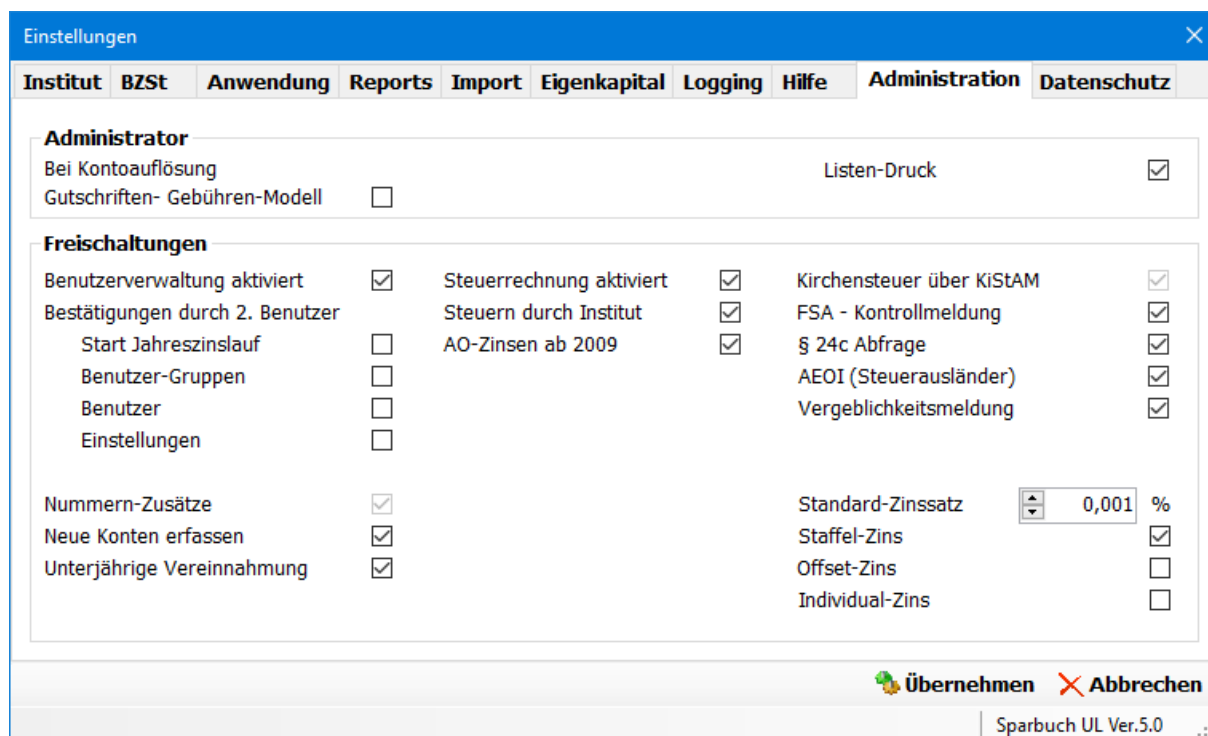 Einstellungen
Institut BZSt Anwendung Reports Import Eigenkapital Logging Hilfe Administration Datenschutz
Administrator
Bei Kontoauflösung Listen-Druck
Gutschriften- Gebühren-Modell
Freischaltungen
Benutzerverwaltung aktiviert Steuerrechnung aktiviert Kirchensteuer über KiStAM
Bestätigungen durch 2. Benutzer Steuern durch Institut FSA - Kontrollmeldung
Start Jahreszinslauf AO-Zinsen ab 2009 § 24c Abfrage
Benutzer-Gruppen AEOI (Steuerausländer)
Benutzer Vergeblichkeitsmeldung
Einstellungen
Nummern-Zusätze Standard-Zinssatz 0,001 %
Neue Konten erfassen Staffel-Zins
Unterjährige Vereinnahmung Offset-Zins
Individual-Zins
Übernehmen Abbrechen
Sparbuch UL Ver.5.0